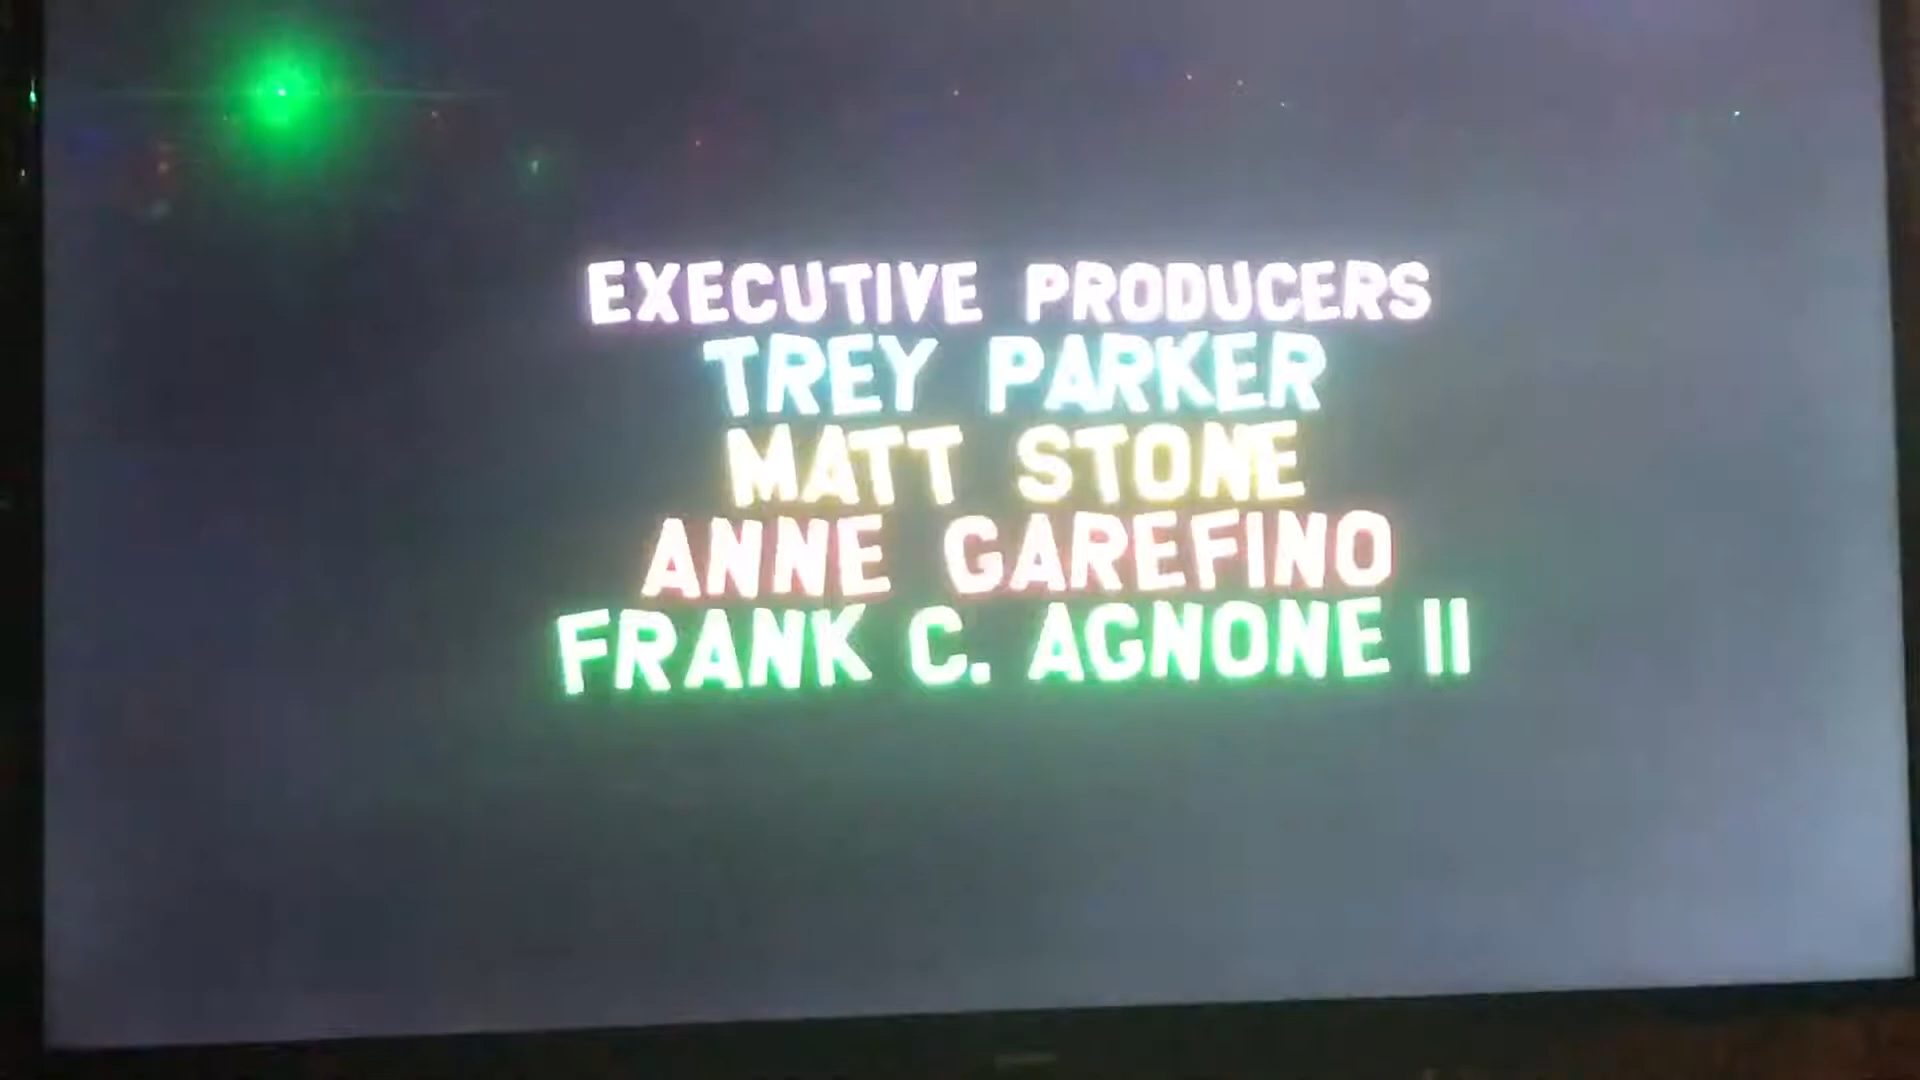 EXECUTIVE PRODUCERS
TREY PARKER
MATT STONE
ANNE GAREFINO
FRANK C. AGNONE II